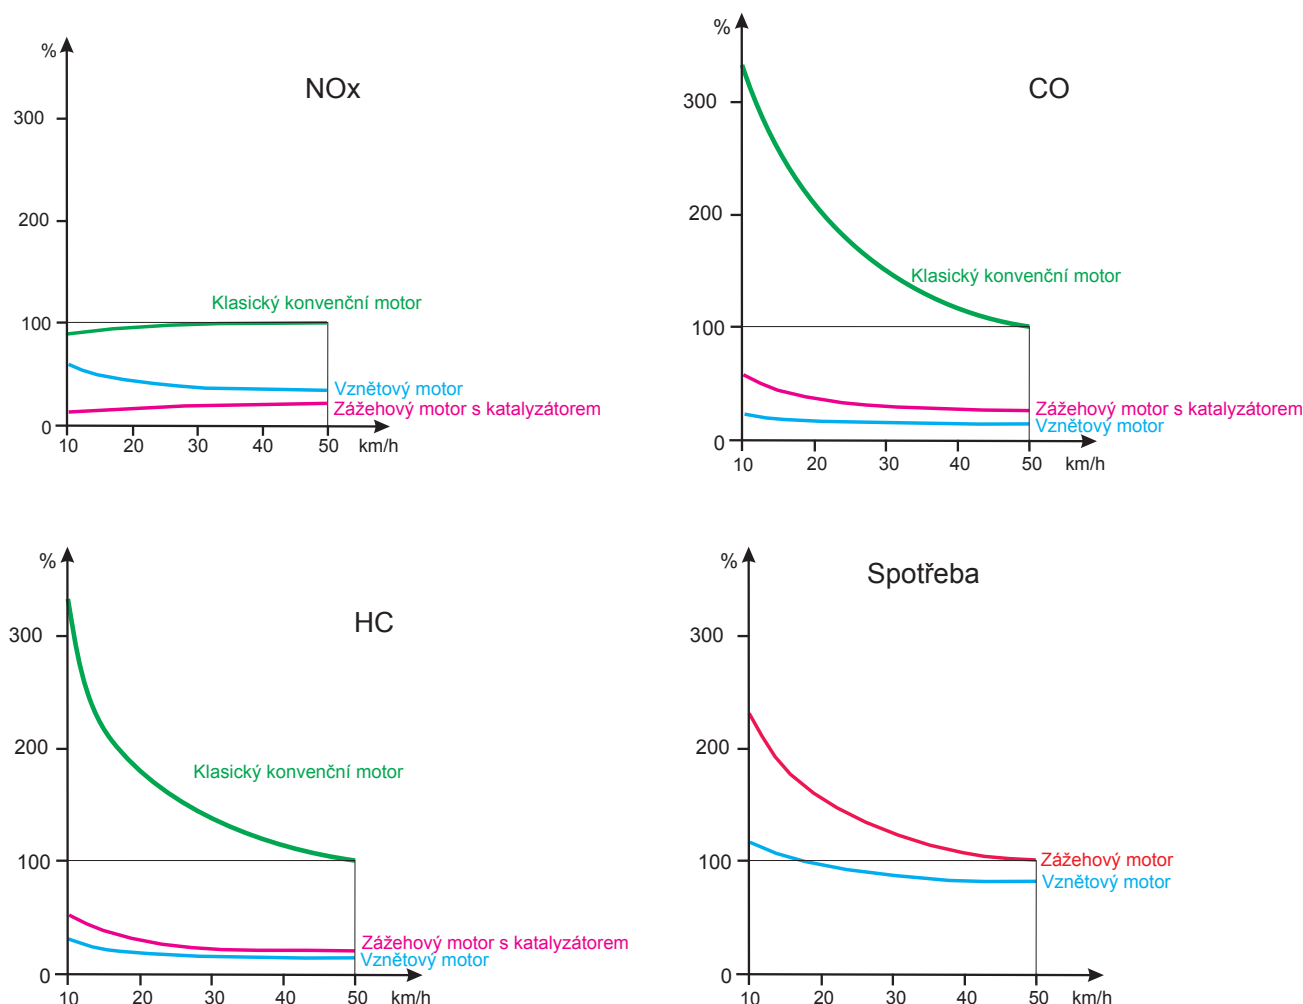 %
NOx
300
200
Klasický konvenční motor
100
Vznětový motor
Zážehový motor s katalyzátorem
0
10 20 30 40 50 km/h
%
CO
300
200
Klasický konvenční motor
100
Zážehový motor s katalyzátorem
Vznětový motor
0
10 20 30 40 50 km/h
%
HC
300
200
Klasický konvenční motor
100
Zážehový motor s katalyzátorem
Vznětový motor
0
10 20 30 40 50 km/h
%
Spotřeba
300
200
100
Zážehový motor
Vznětový motor
0
10 20 30 40 50 km/h